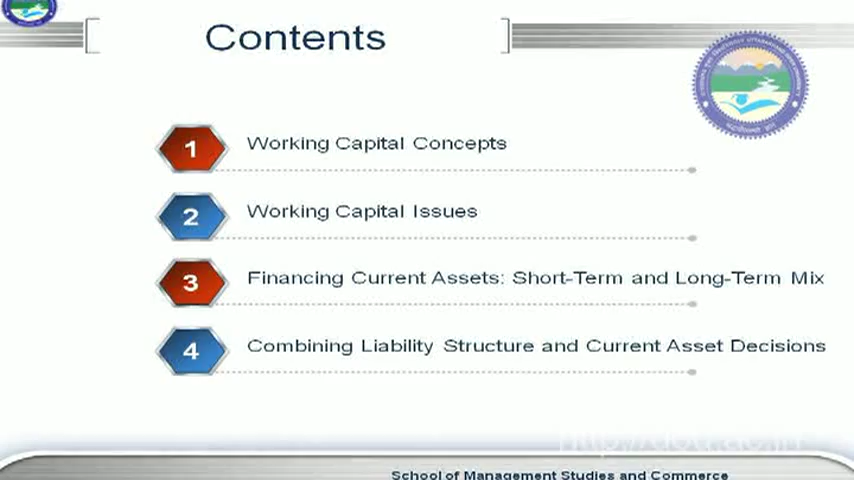 Contents
1 Working Capital Concepts
2 Working Capital Issues
3 Financing Current Assets: Short-Term and Long-Term Mix
4 Combining Liability Structure and Current Asset Decisions
School of Management Studies and Commerce